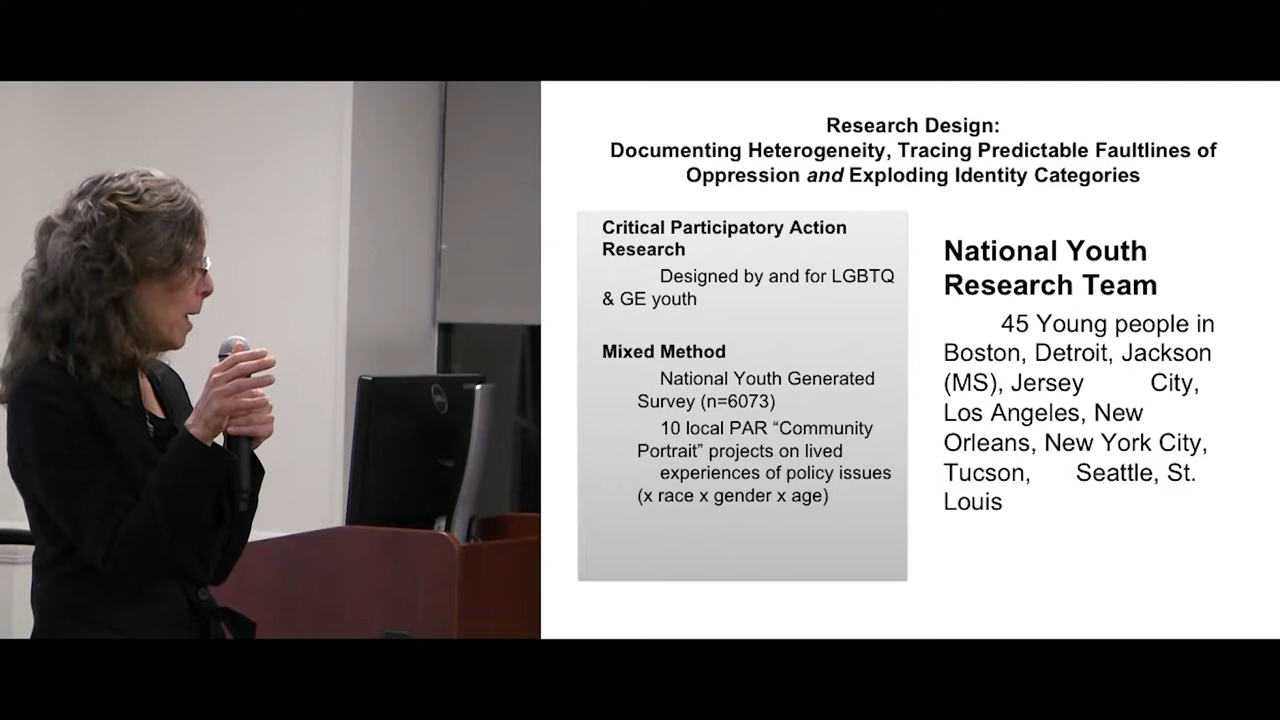 Research Design:
Documenting Heterogeneity, Tracing Predictable Faultlines of
Oppression and Exploding Identity Categories
Critical Participatory Action
Research
Designed by and for LGBTQ
& GE youth
Mixed Method
National Youth Generated
Survey (n=6073)
10 local PAR “Community
Portrait” projects on lived
experiences of policy issues
(x race x gender x age)
National Youth
Research Team
45 Young people in
Boston, Detroit, Jackson
(MS), Jersey City,
Los Angeles, New
Orleans, New York City,
Tucson, Seattle, St.
Louis